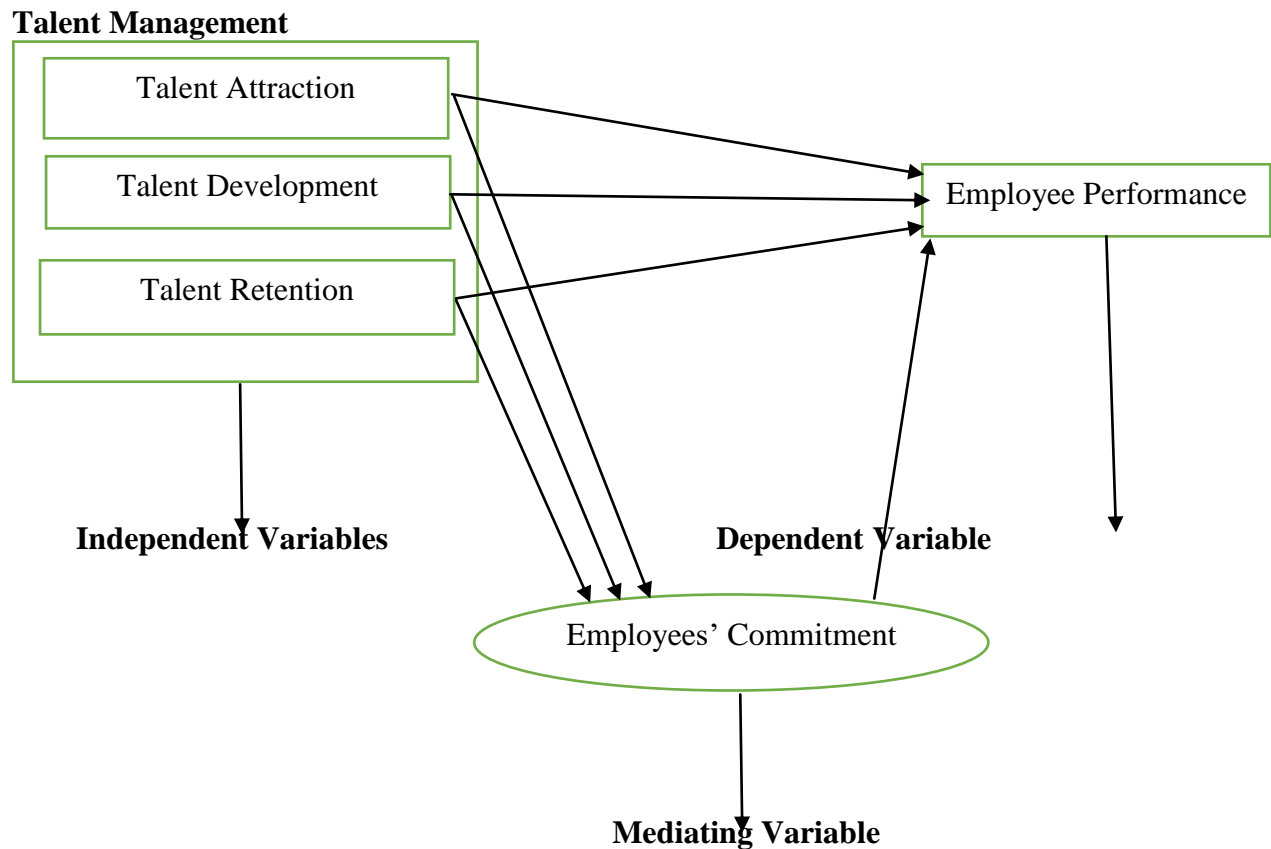 Talent Management
Talent Attraction
Talent Development
Employee Performance
Talent Retention
Independent Variables
Dependent Variable
Employees’ Commitment
Mediating Variable